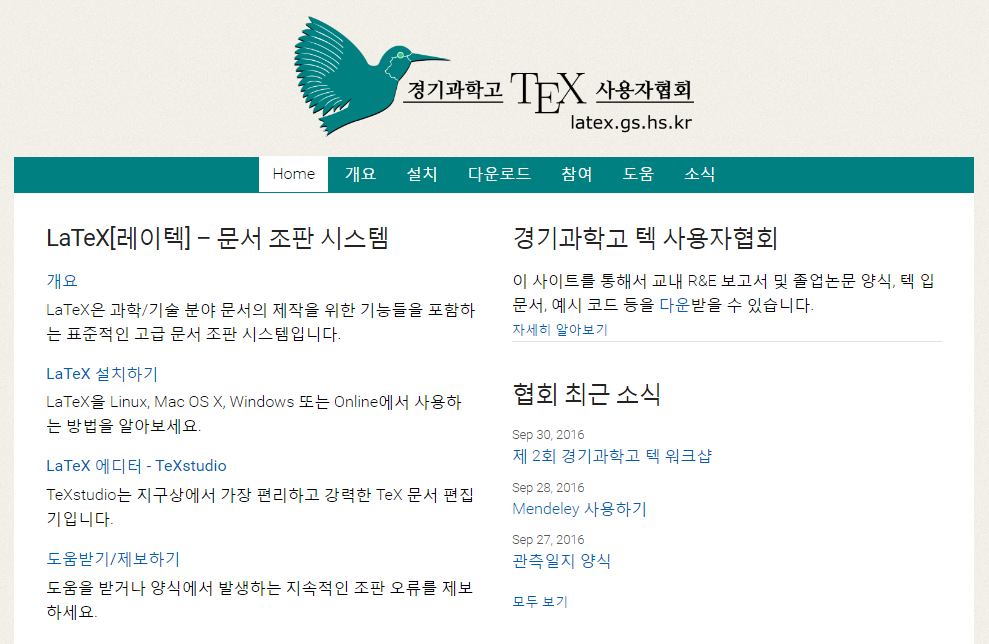 경기과학고 TEX 사용자협회
latex.gs.hs.kr
Home 개요 설치 다운로드 참여 도움 소식
LaTeX[레이텍] – 문서 조판 시스템
개요
LaTeX은 과학/기술 분야 문서의 제작을 위한 기능들을 포함하
는 표준적인 고급 문서 조판 시스템입니다.
LaTeX 설치하기
LaTeX을 Linux, Mac OS X, Windows 또는 Online에서 사용하
는 방법을 알아보세요.
LaTeX 에디터 - TeXstudio
TeXstudio는 지구상에서 가장 편리하고 강력한 TeX 문서 편집
기입니다.
도움받기/제보하기
도움을 받거나 양식에서 발생하는 지속적인 조판 오류를 제보
하세요.
경기과학고 텍 사용자협회
이 사이트를 통해서 교내 R&E 보고서 및 졸업논문 양식, 텍 입
문서, 예시 코드 등을 다운받을 수 있습니다.
자세히 알아보기
협회 최근 소식
Sep 30, 2016
제 2회 경기과학고 텍 워크샵
Sep 28, 2016
Mendeley 사용하기
Sep 27, 2016
관측일지 양식
모두 보기